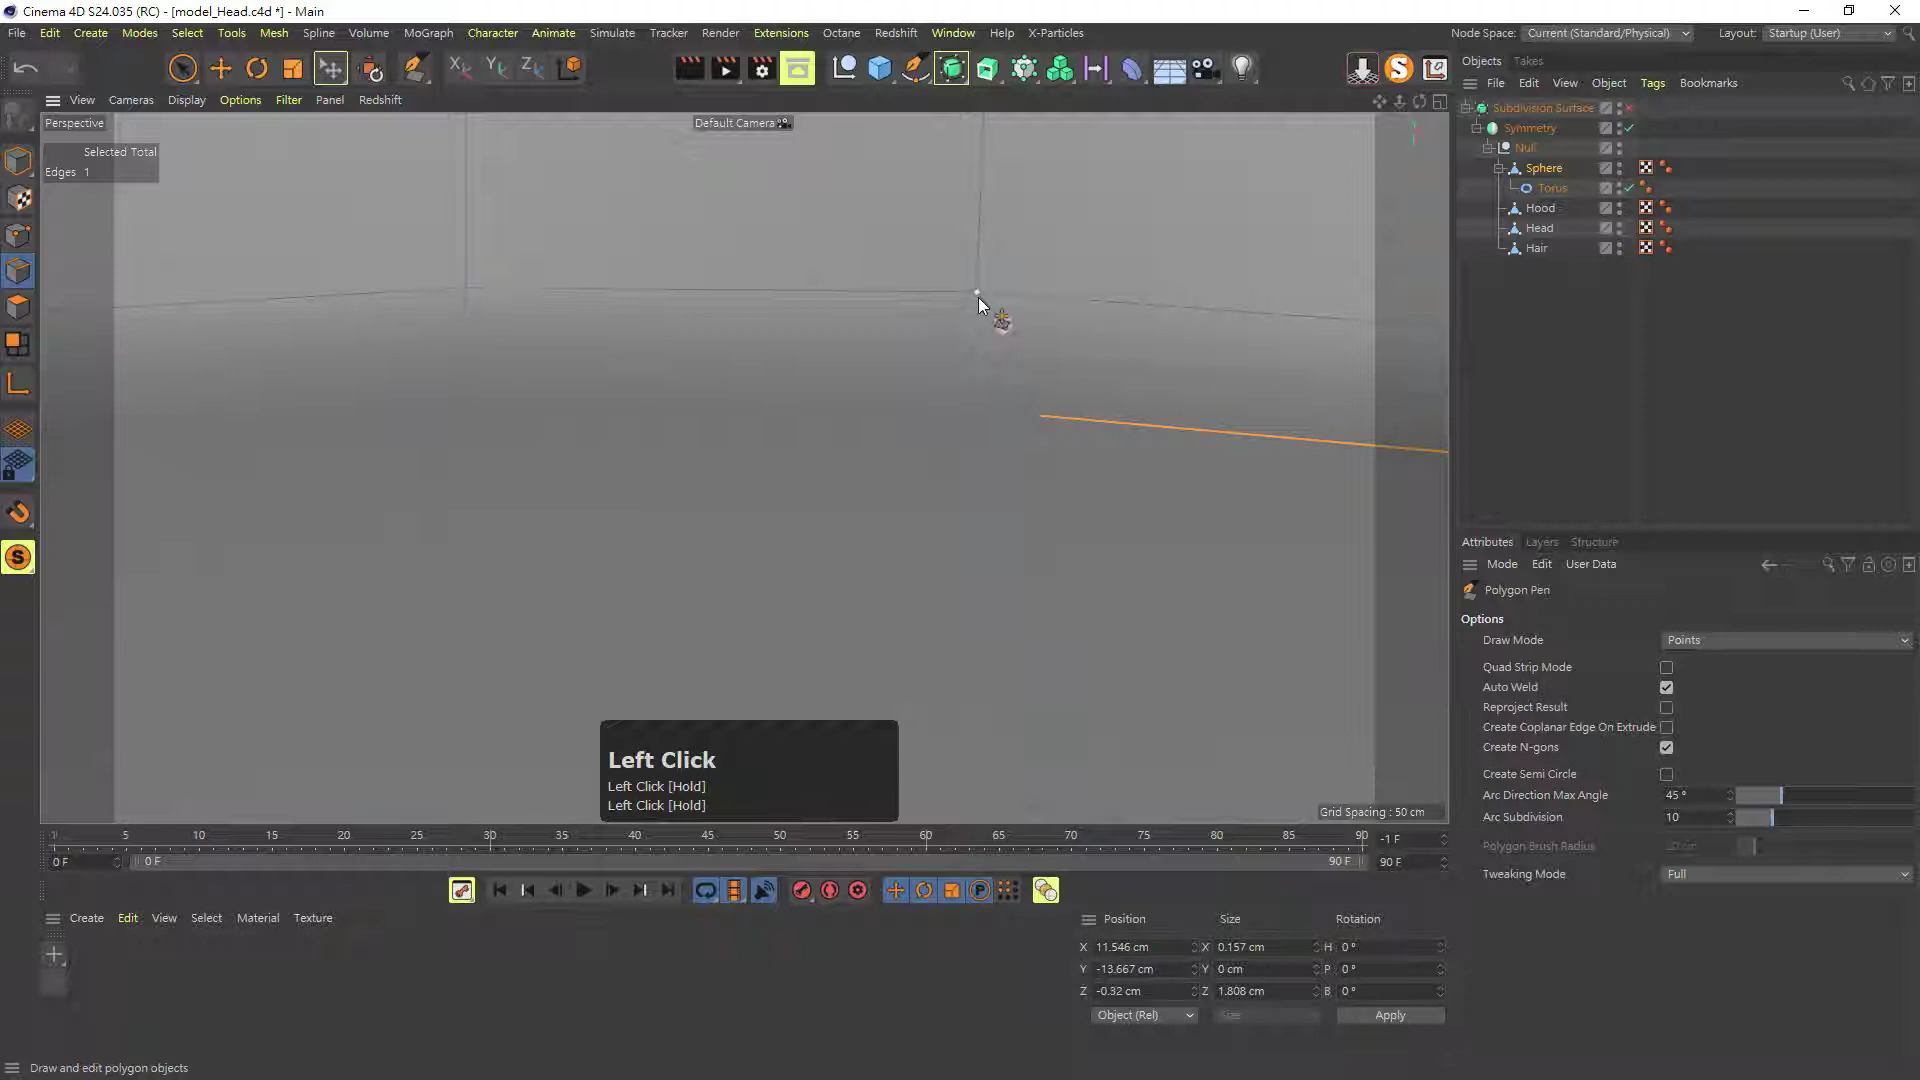 Cinema 4D S24.035 (RC) - [model_Head.c4d *] - Main
File Edit Create Modes Select Tools Mesh Spline Volume MoGraph Character Animate Simulate Tracker Render Extensions Octane Redshift Window Help X-Particles
Node Space: Current (Standard/Physical) Layout: Startup (User)
Objects Takes
View Cameras Display Options Filter Panel Redshift
File Edit View Object Tags Bookmarks
Perspective
Default Camera
Selected Total
Edges 1
Subdivision Surface
Symmetry
Null
Sphere
Torus
Hood
Head
Hair
Attributes Layers Structure
Mode Edit User Data
Polygon Pen
Options
Draw Mode Points
Quad Strip Mode
Auto Weld
Reproject Result
Create Coplanar Edge On Extrude
Create N-gons
Create Semi Circle
Arc Direction Max Angle 45 °
Arc Subdivision 10
Polygon Brush Radius
Tweaking Mode Full
Left Click
Left Click [Hold]
Left Click [Hold]
Grid Spacing : 50 cm
5 10 15 20 25 30 35 40 45 50 55 60 65 70 75 80 85 90 -1 F
0 F 0 F 90 F 90 F
Create Edit View Select Material Texture
Position Size Rotation
X 11.546 cm X 0.157 cm H 0 °
Y -13.667 cm Y 0 cm P 0 °
Z -0.32 cm Z 1.808 cm B 0 °
Object (Rel) Size Apply
Draw and edit polygon objects